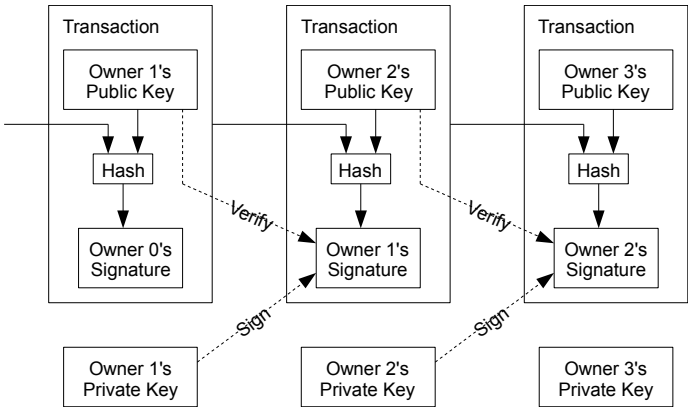 Transaction
Owner 1's
Public Key
Hash
Owner 0's
Signature
Transaction
Owner 2's
Public Key
Hash
Verify
Owner 1's
Signature
Transaction
Owner 3's
Public Key
Hash
Verify
Owner 2's
Signature
Sign
Sign
Owner 1's
Private Key
Owner 2's
Private Key
Owner 3's
Private Key